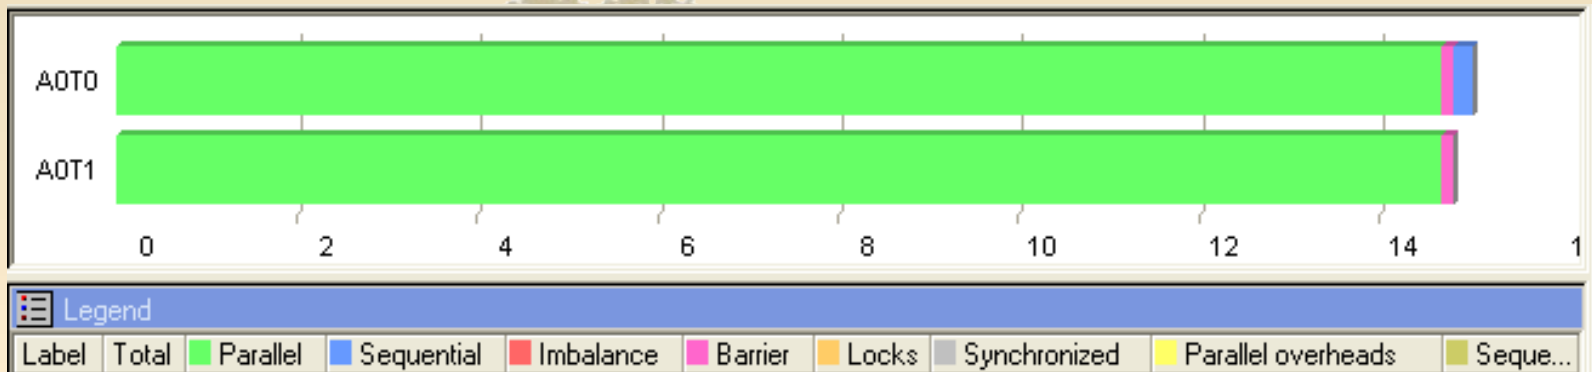 A0T0
A0T1
0 2 4 6 8 10 12 14 1
Legend
Label Total Parallel Sequential Imbalance Barrier Locks Synchronized Parallel overheads Seque...